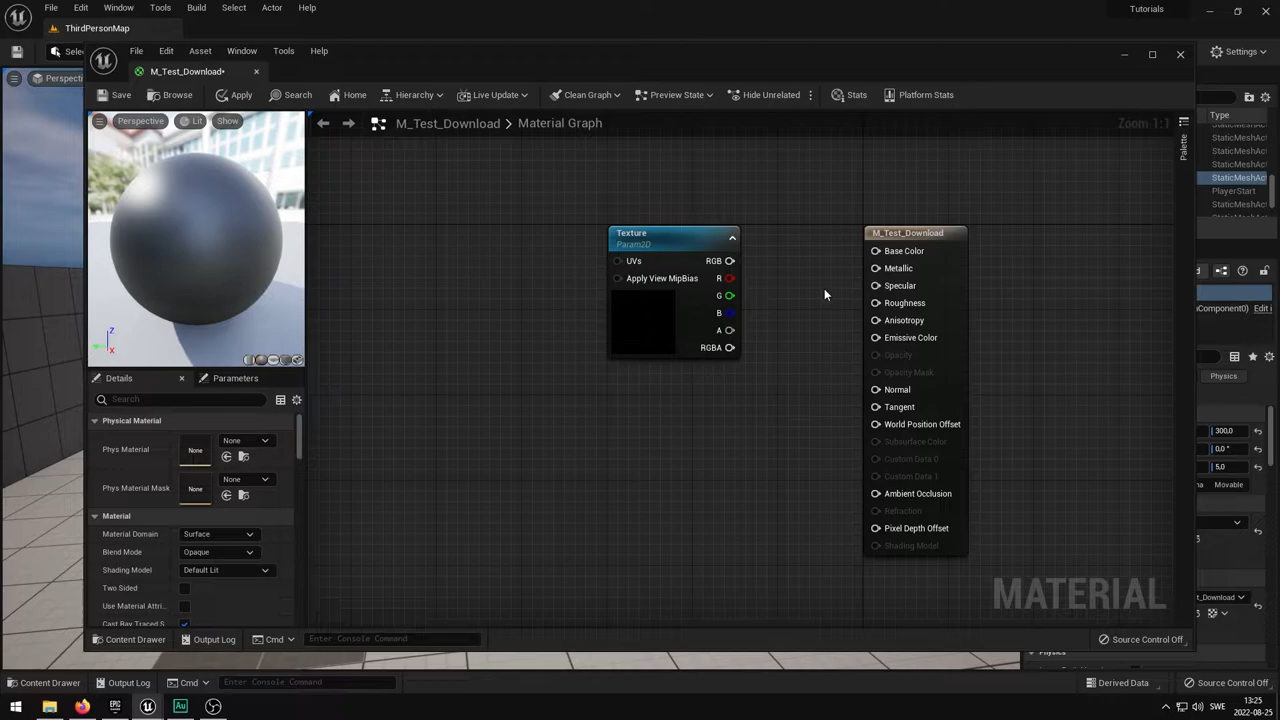 File Edit Window Tools Build Select Actor Help
Tutorials
ThirdPersonMap
Settings
File Edit Asset Window Tools Help
M_Test_Download•
Save Browse Apply Search Home Hierarchy Live Update Clean Graph Preview State Hide Unrelated Stats Platform Stats
Perspective Lit Show
M_Test_Download > Material Graph
Zoom 1:1
Palette
Type
StaticMeshAct
StaticMeshAct
StaticMeshAct
StaticMeshAct
PlayerStart
StaticMeshAct
Texture
Param2D
UVs RGB
Apply View MipBias R
G
B
A
RGBA
M_Test_Download
Base Color
Metallic
Specular
Roughness
Anisotropy
Emissive Color
Opacity
Opacity Mask
Normal
Tangent
World Position Offset
Subsurface Color
Custom Data 0
Custom Data 1
Ambient Occlusion
Refraction
Pixel Depth Offset
Shading Model
MATERIAL
Z
X
Details Parameters
Search
Physical Material
Phys Material None None
Phys Material Mask None None
Material
Material Domain Surface
Blend Mode Opaque
Shading Model Default Lit
Two Sided
Use Material Attri...
Cast Ray Traced S
Physics
300,0
0,0 °
5,0
Movable
Content Drawer Output Log Cmd Enter Console Command Source Control Off
Physics
Content Drawer Output Log Cmd Enter Console Command Derived Data Source Control Off
SWE
13:25
2022-08-25